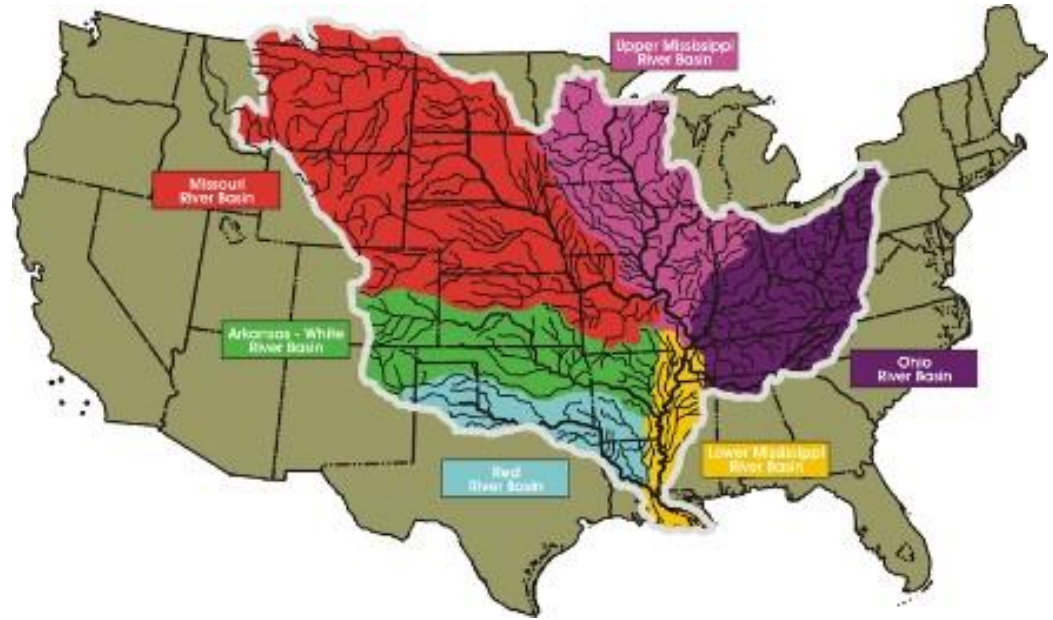 Upper Mississippi
River Basin
Missouri
River Basin
Arkansas - White
River Basin
Ohio
River Basin
Lower Mississippi
River Basin
Red
River Basin